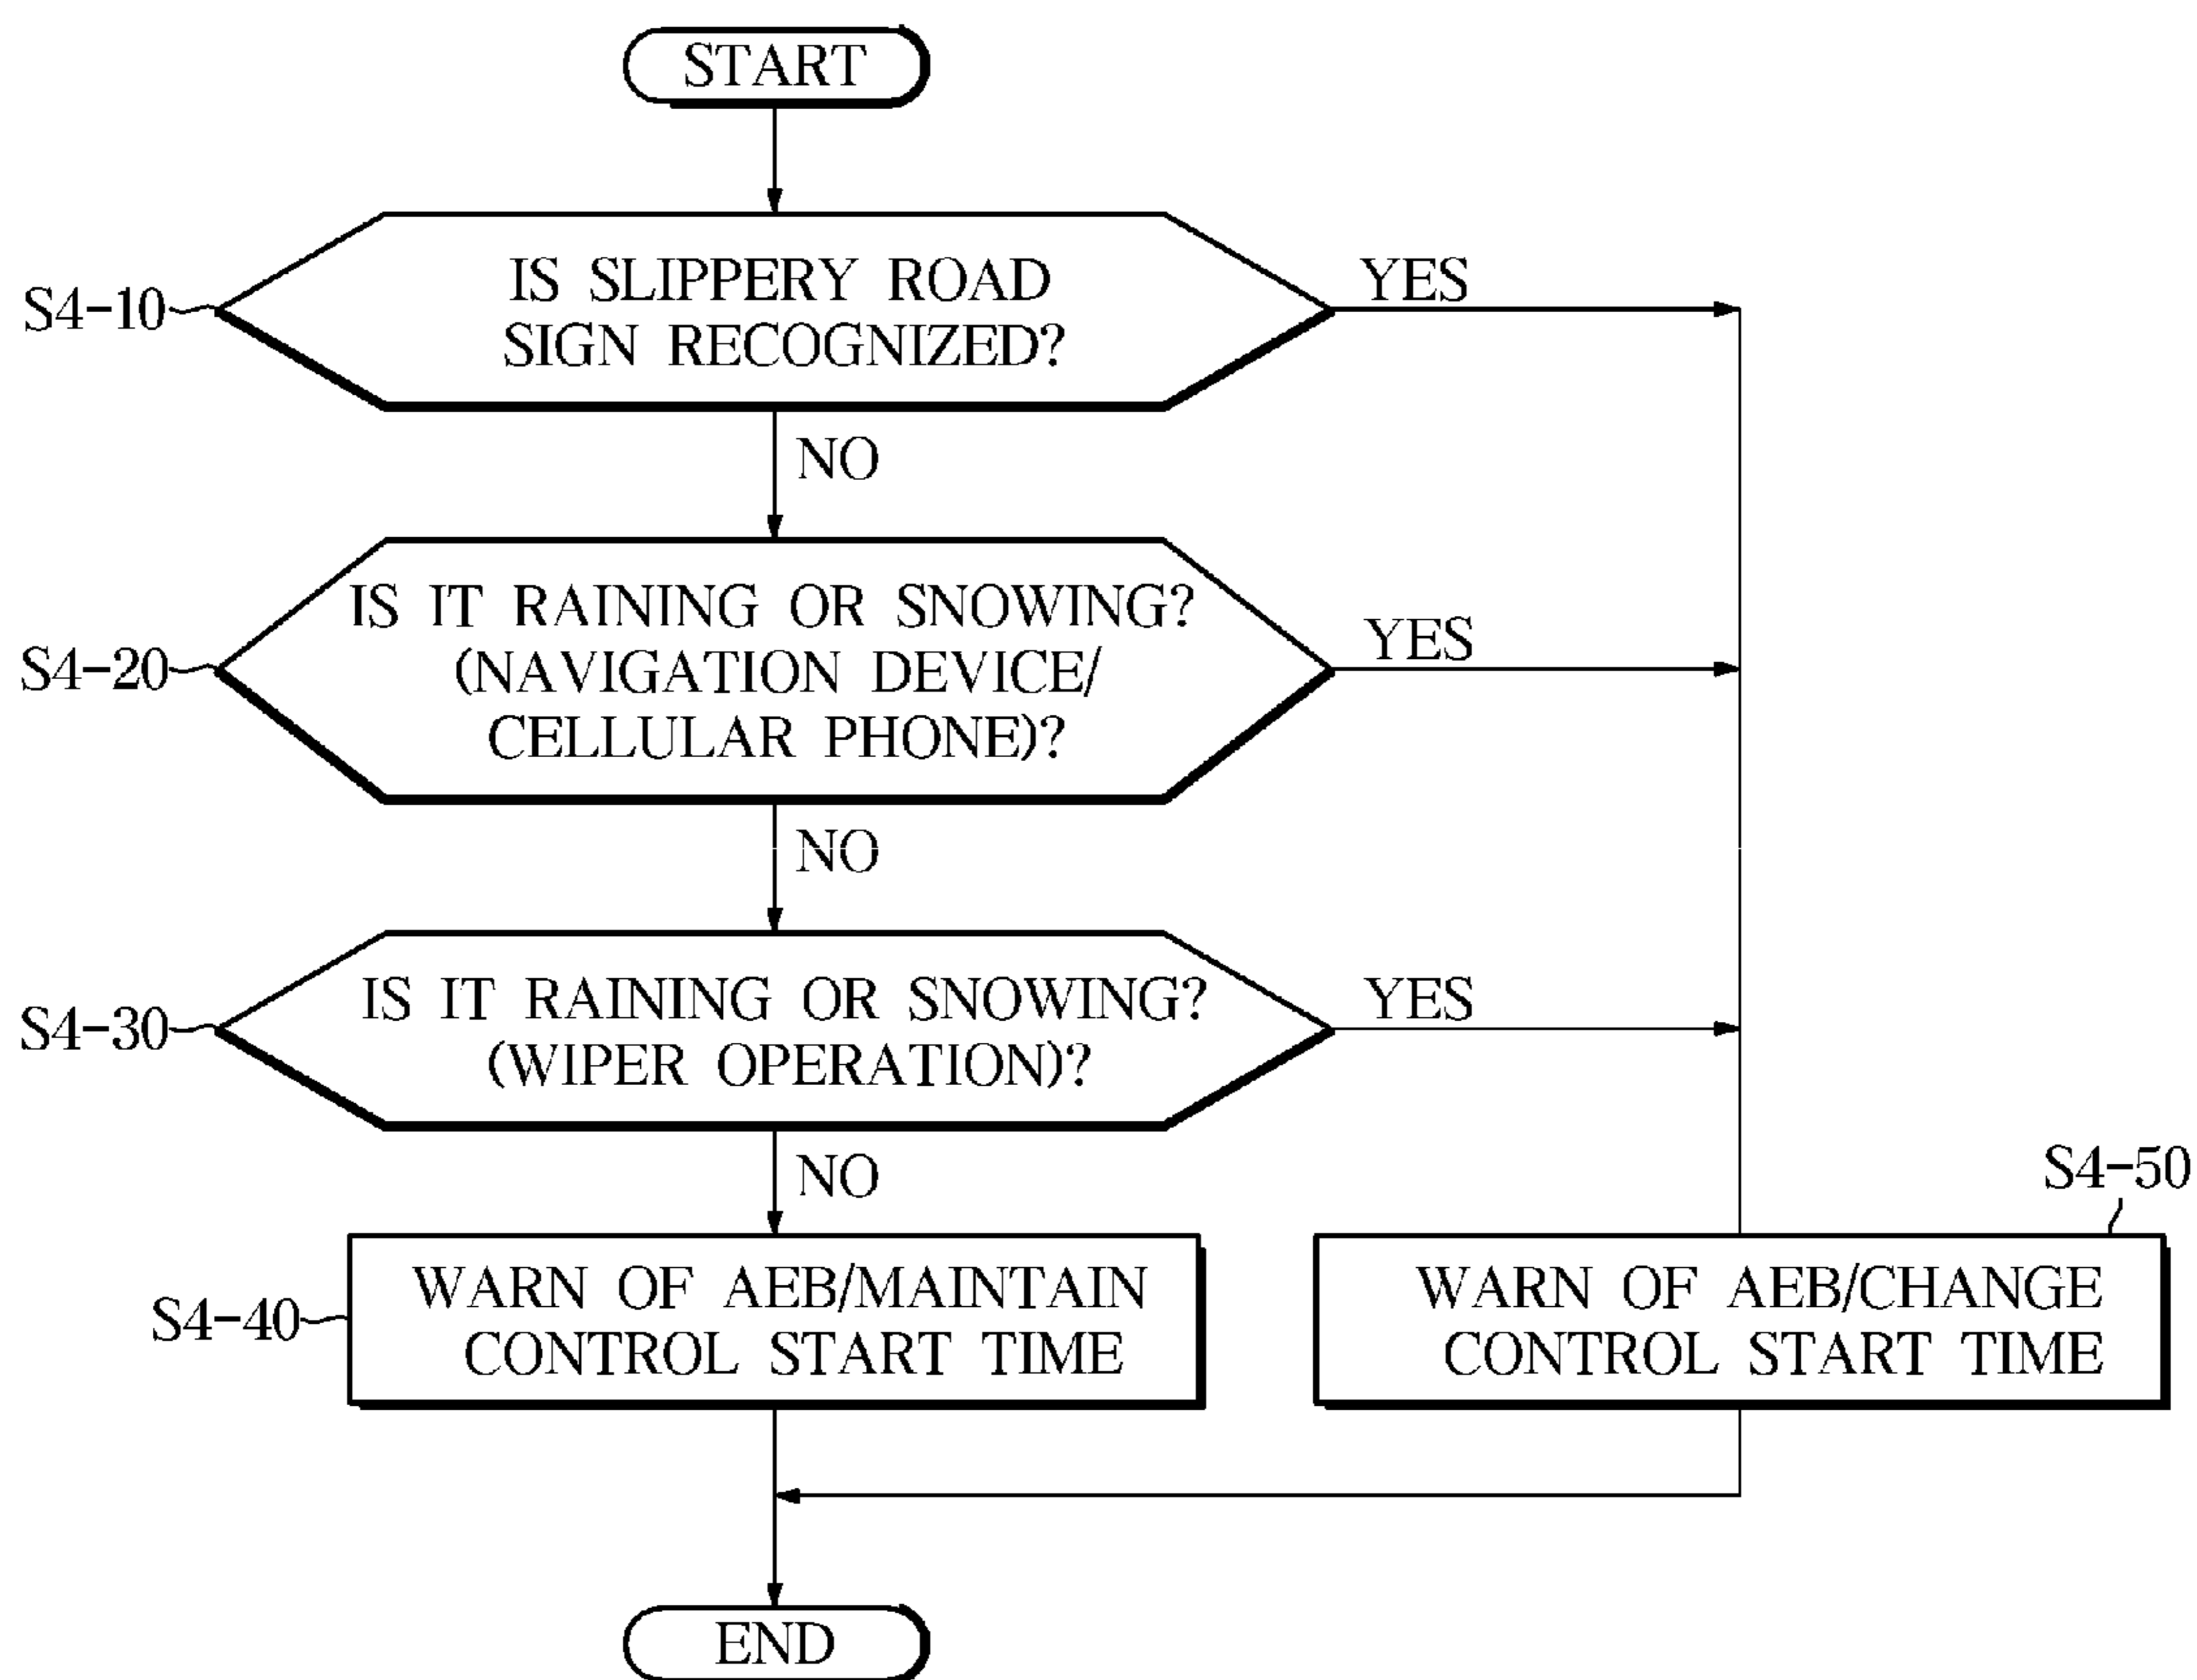 START
IS SLIPPERY ROAD
SIGN RECOGNIZED?
YES
S4-10
NO
IS IT RAINING OR SNOWING?
(NAVIGATION DEVICE/
CELLULAR PHONE)?
YES
S4-20
NO
IS IT RAINING OR SNOWING?
(WIPER OPERATION)?
YES
S4-30
NO
S4-50
WARN OF AEB/MAINTAIN
CONTROL START TIME
S4-40
WARN OF AEB/CHANGE
CONTROL START TIME
END